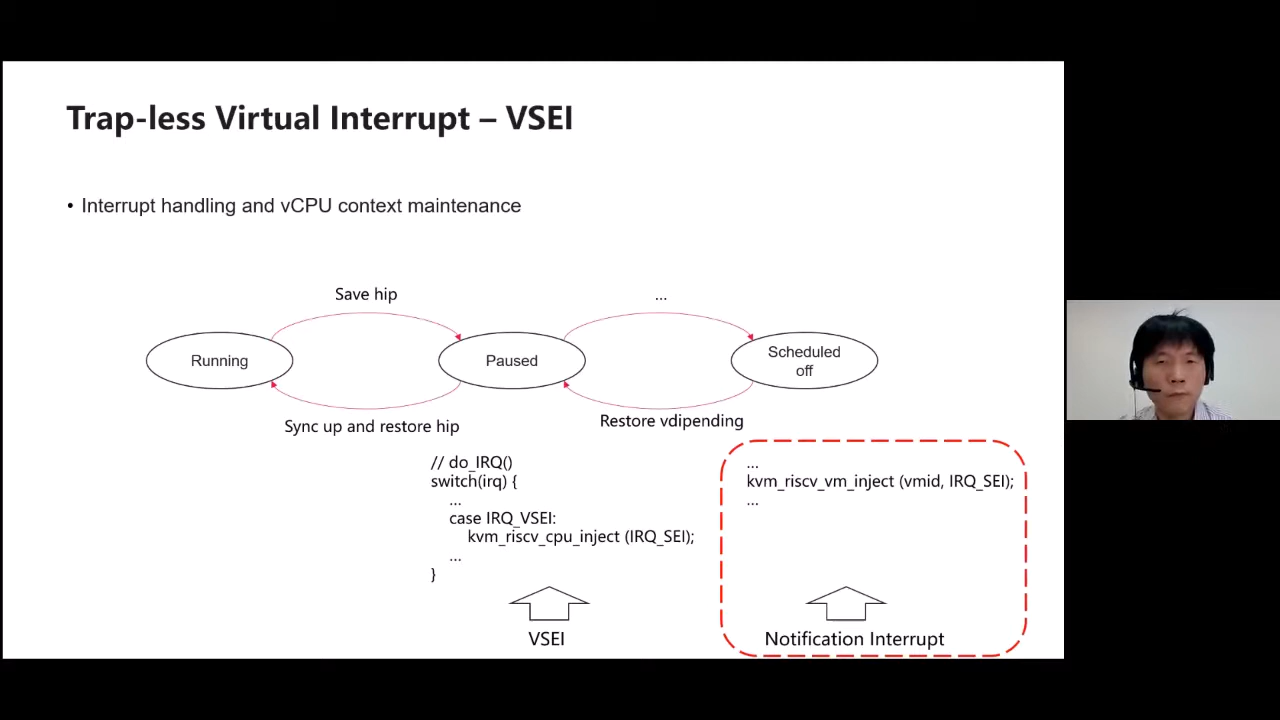 Trap-less Virtual Interrupt – VSEI
• Interrupt handling and vCPU context maintenance
Save hip
...
Running
Paused
Scheduled
off
Sync up and restore hip
Restore vdipending
// do_IRQ()
switch(irq) {
...
case IRQ_VSEI:
kvm_riscv_cpu_inject (IRQ_SEI);
...
}
VSEI
...
kvm_riscv_vm_inject (vmid, IRQ_SEI);
...
Notification Interrupt